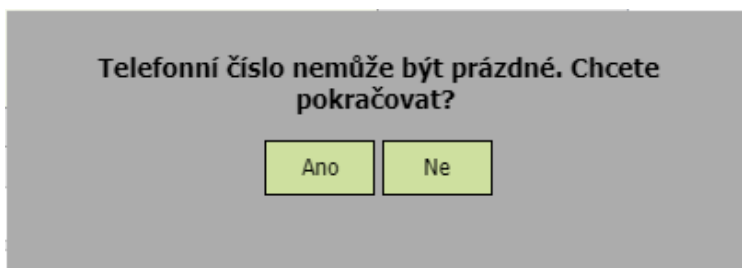 Telefonní číslo nemůže být prázdné. Chcete
pokračovat?
Ano
Ne